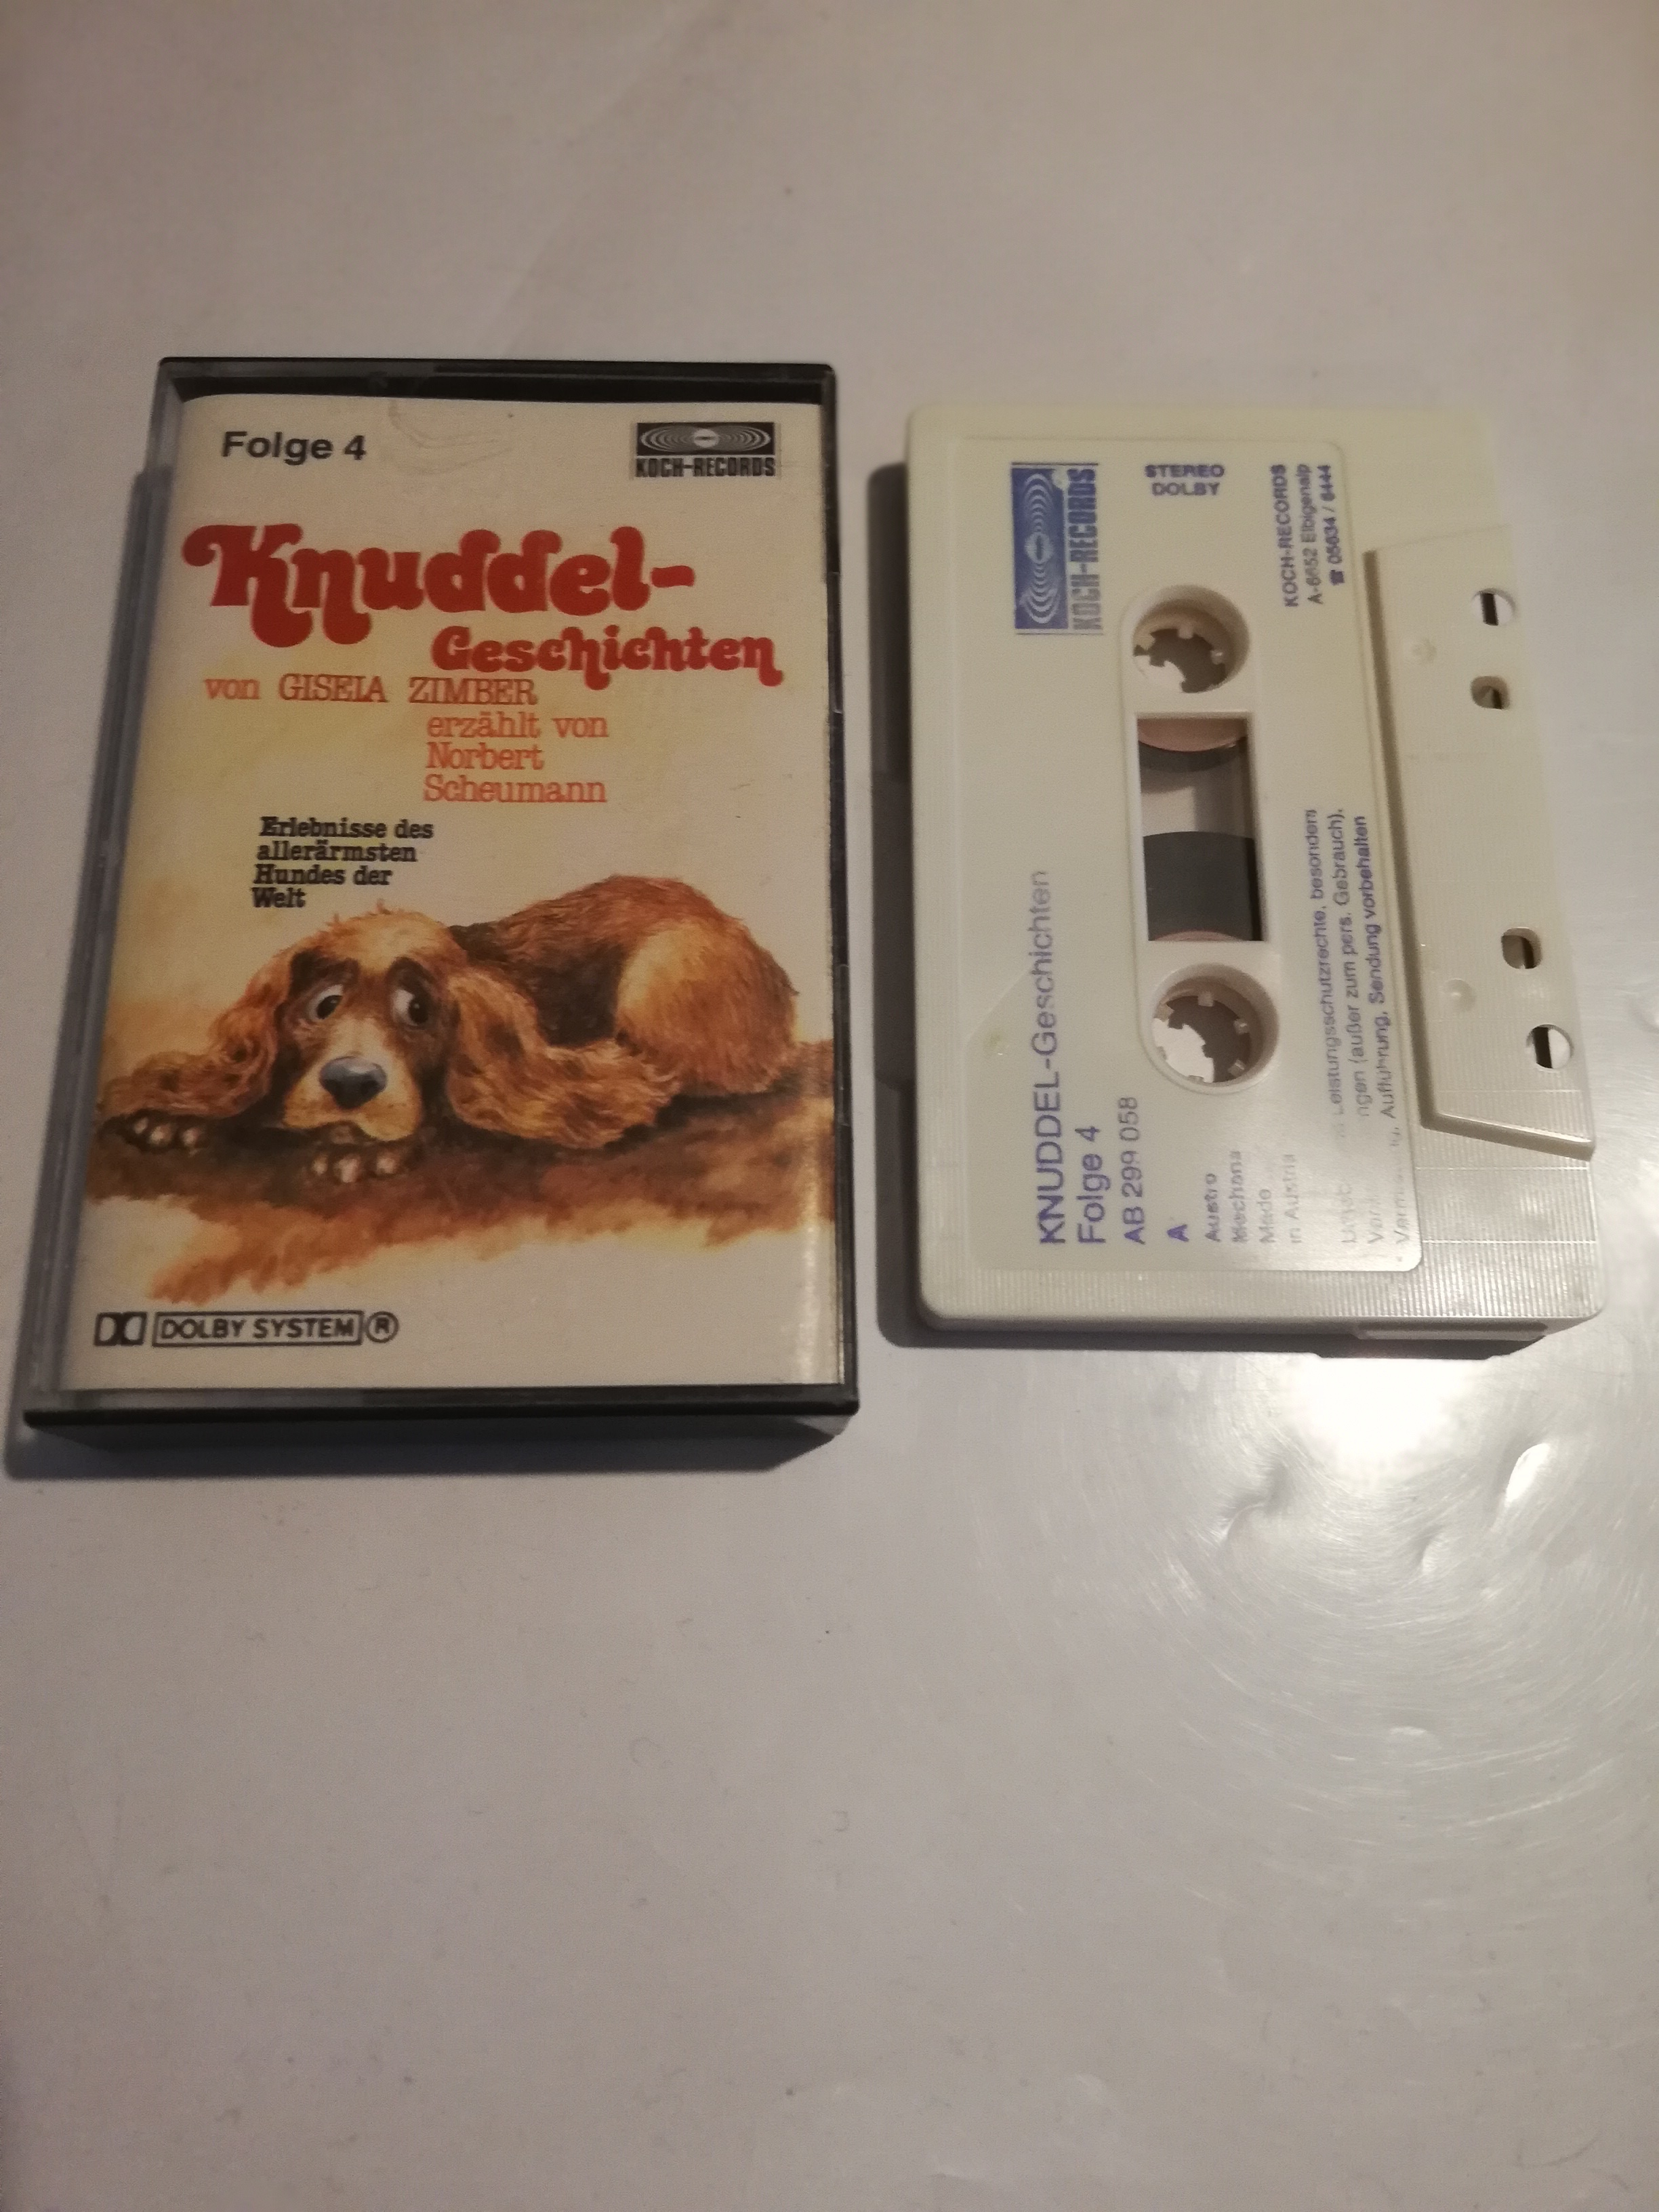 Folge 4
KOCH-RECORDS
Knuddel-
Geschichten
von GISELA ZIMBER
erzählt von
Norbert
Scheumann
Erlebnisse des
allerärmsten
Hundes der
Welt
DOLBY SYSTEM ®
KOCH-RECORDS
KNUDDEL-Geschichten
Folge 4
AB 299 058
STEREO
DOLBY
A
Austro
Mechana
Made
in Austria
KOCH-RECORDS
A-6652 Elbigenalp
☎ 05634 / 6444
Leistungsschutzrechte, besonders
(außer zum pers. Gebrauch),
Aufführung, Sendung vorbehalten